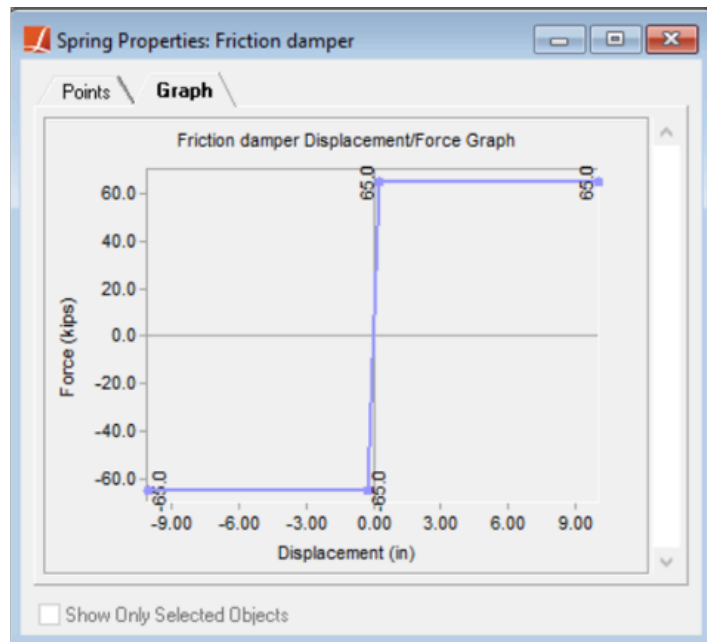 Spring Properties: Friction damper
Points Graph
Friction damper Displacement/Force Graph
Force (kips)
60.0
40.0
20.0
0.0
-20.0
-40.0
-60.0
65.0
65.0
-65.0
-65.0
-9.00 -6.00 -3.00 0.00 3.00 6.00 9.00
Displacement (in)
Show Only Selected Objects